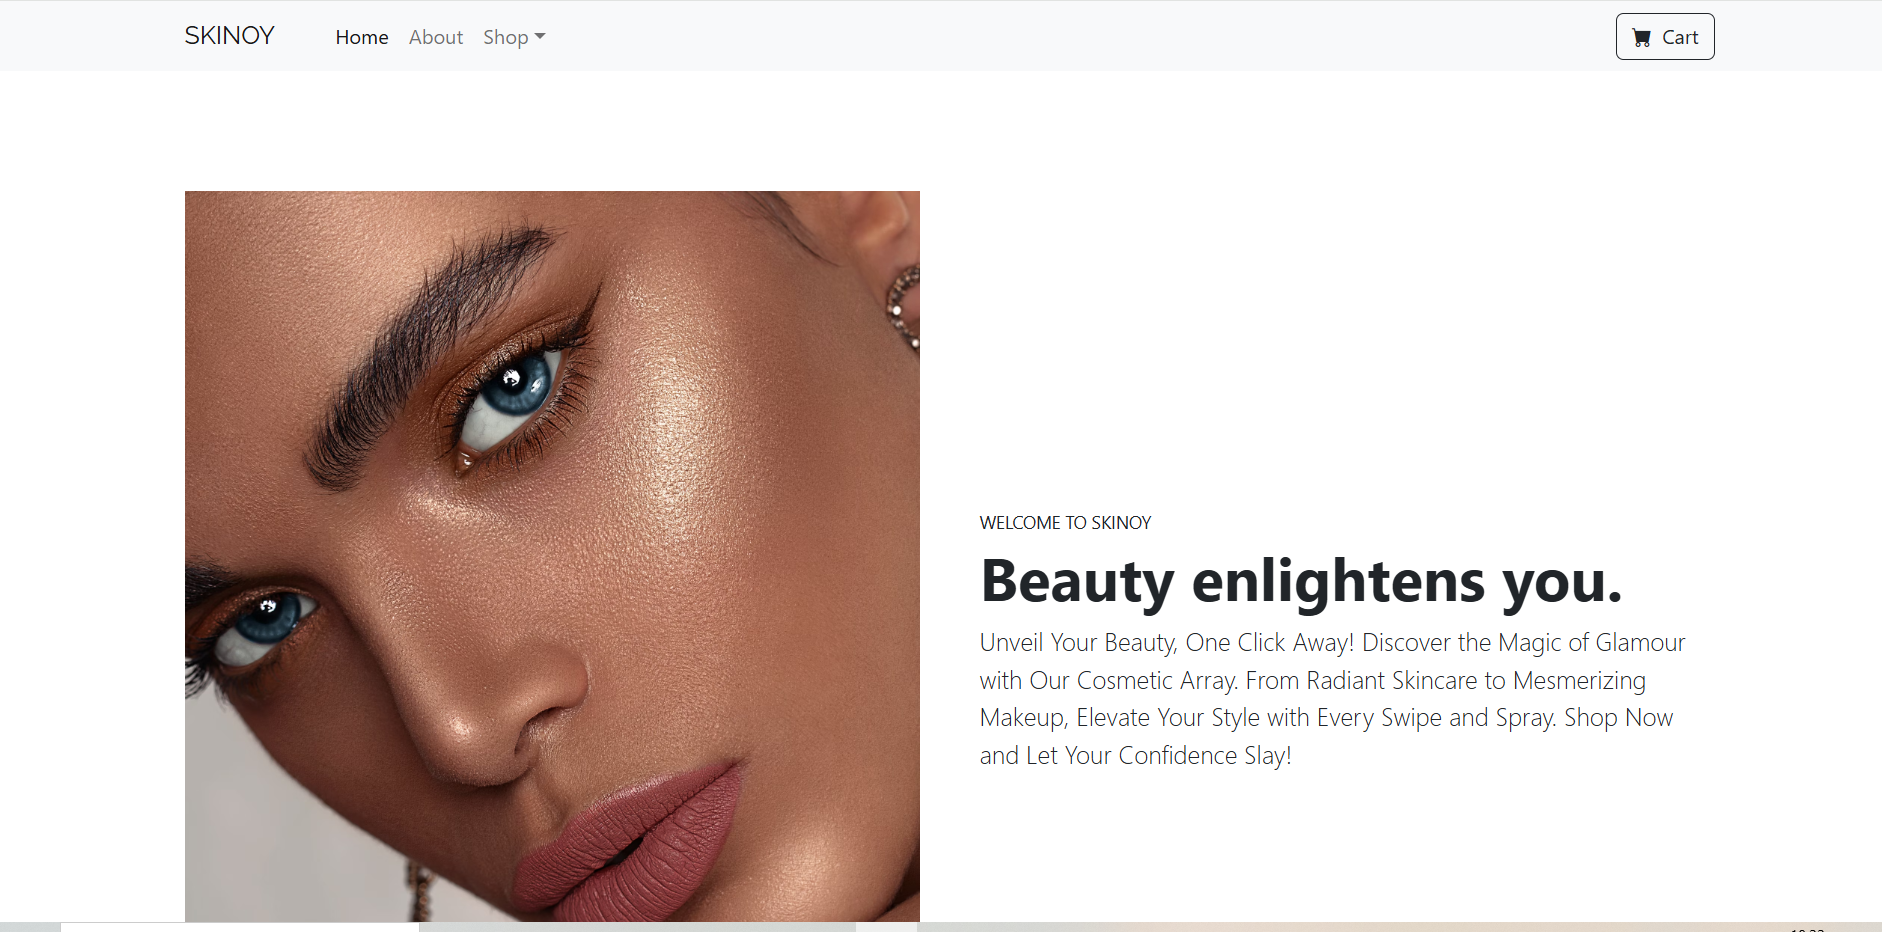 SKINOY Home About Shop Cart
WELCOME TO SKINOY
Beauty enlightens you.
Unveil Your Beauty, One Click Away! Discover the Magic of Glamour
with Our Cosmetic Array. From Radiant Skincare to Mesmerizing
Makeup, Elevate Your Style with Every Swipe and Spray. Shop Now
and Let Your Confidence Slay!